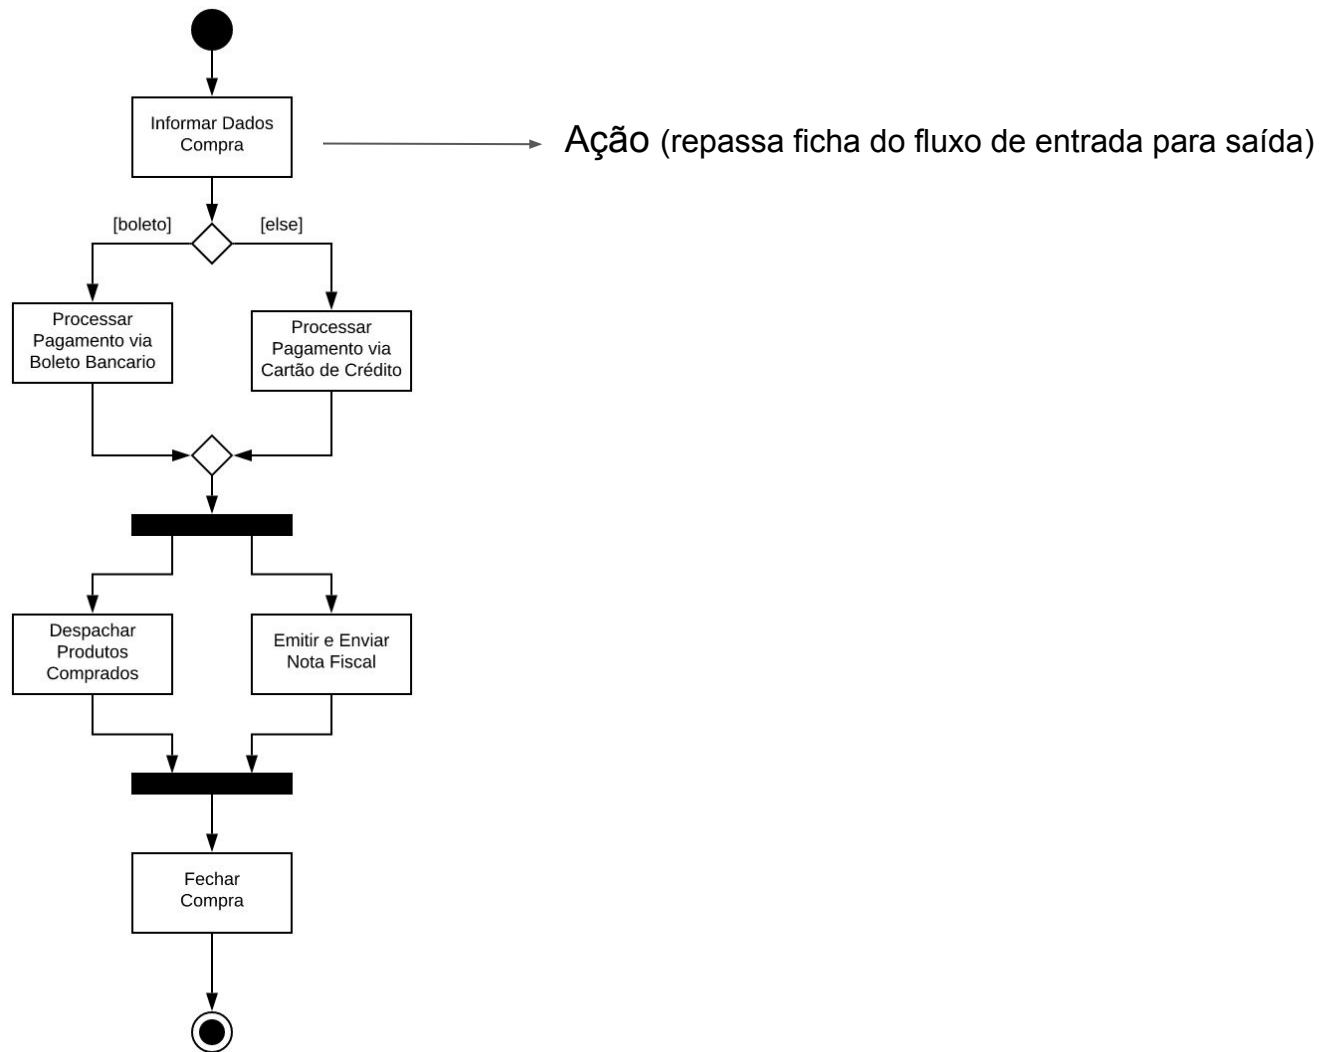 Informar Dados
Compra
Ação (repassa ficha do fluxo de entrada para saída)
[boleto]
[else]
Processar
Pagamento via
Boleto Bancario
Processar
Pagamento via
Cartão de Crédito
Despachar
Produtos
Comprados
Emitir e Enviar
Nota Fiscal
Fechar
Compra